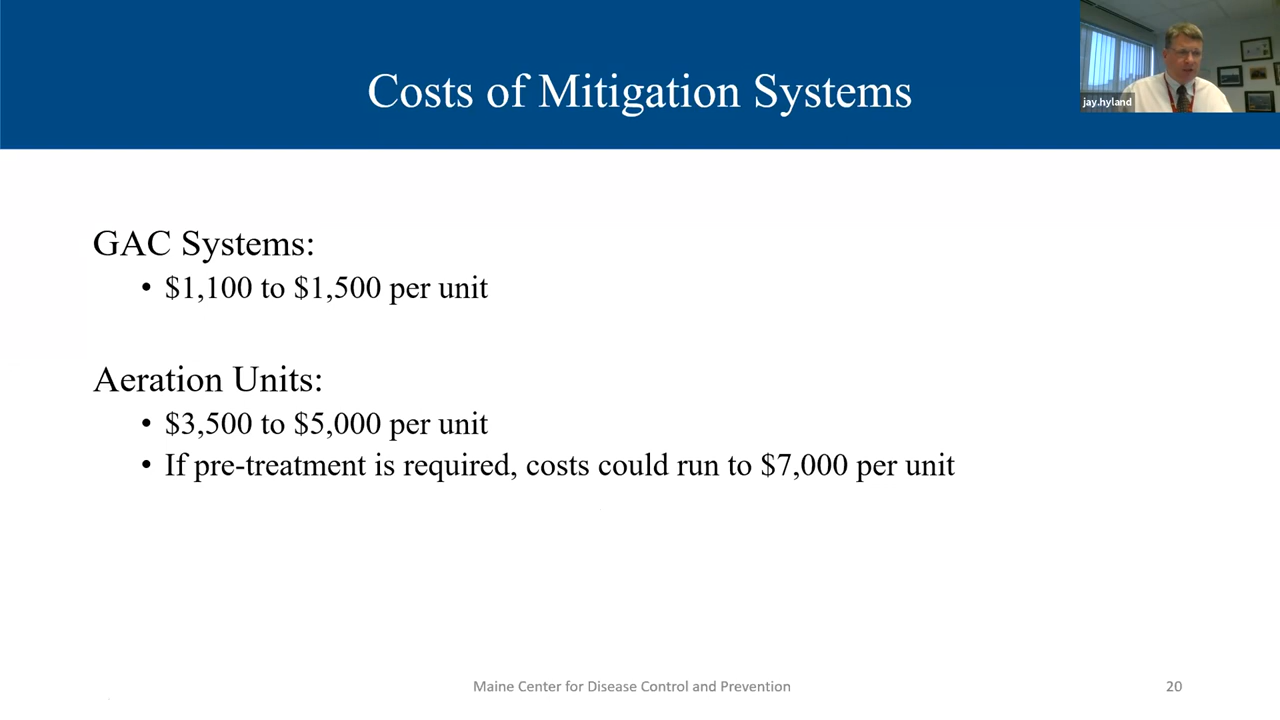 Costs of Mitigation Systems
jay.hyland
GAC Systems:
• $1,100 to $1,500 per unit
Aeration Units:
• $3,500 to $5,000 per unit
• If pre-treatment is required, costs could run to $7,000 per unit
Maine Center for Disease Control and Prevention
20